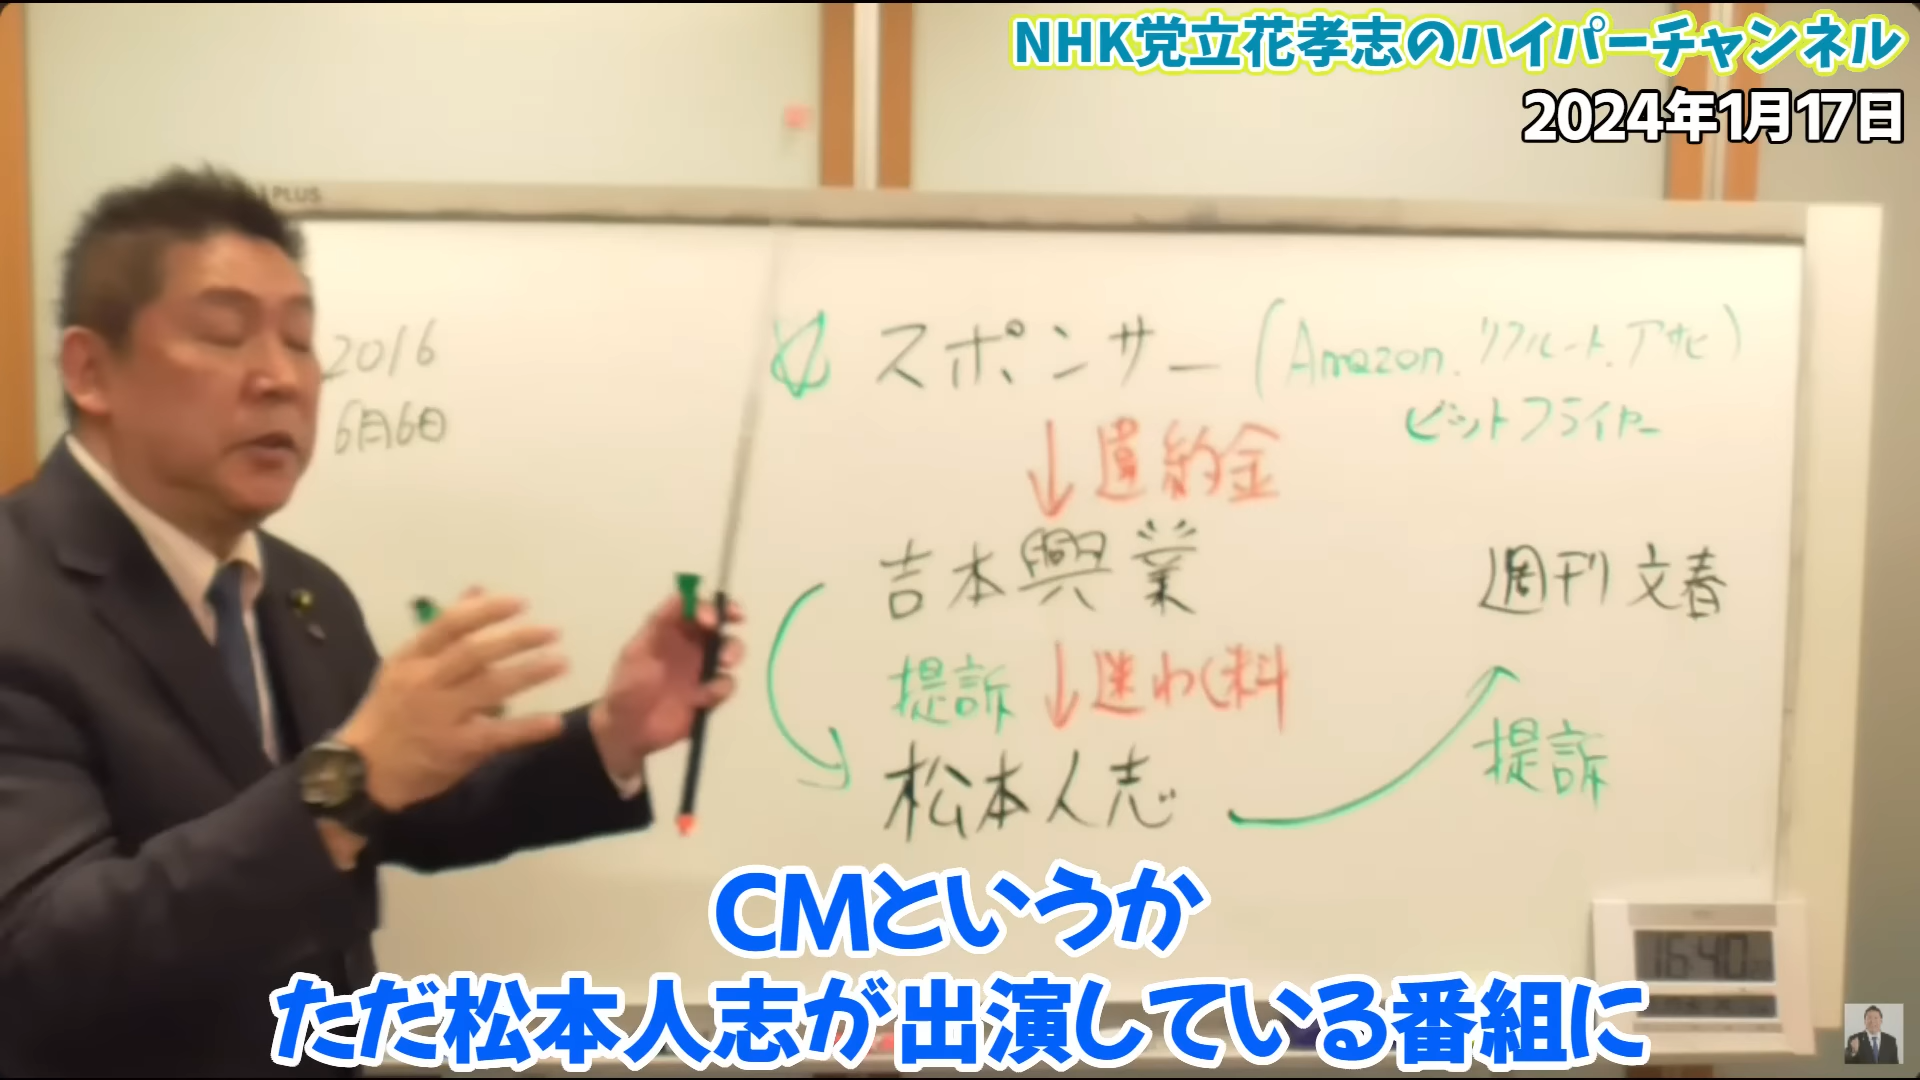 NHK党立花孝志のハイパーチャンネル
2024年1月17日
PLUS
2016
6月6日
スポンサー(Amazon.リクルート.アサヒ)
ビットフライヤー
↓違約金
吉本興業
週刊文春
提訴↓迷わく料
松本人志
提訴
16:40
CMというか
ただ松本人志が出演している番組に